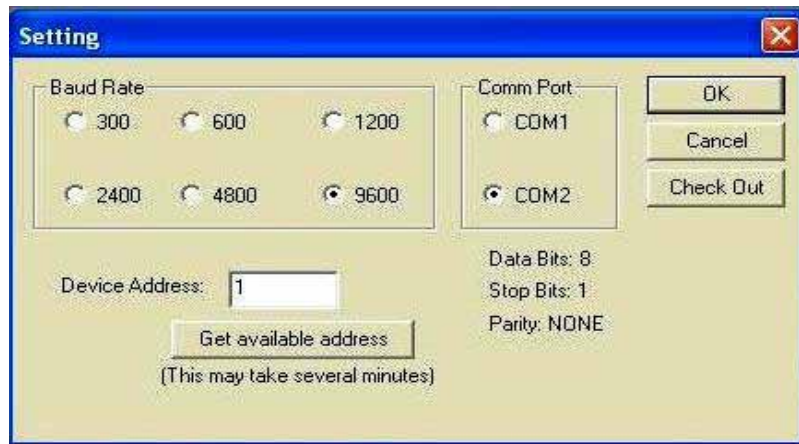 Setting
Baud Rate
300 600 1200
2400 4800 9600
Comm Port
COM1
COM2
OK
Cancel
Check Out
Device Address: 1
Get available address
(This may take several minutes)
Data Bits: 8
Stop Bits: 1
Parity: NONE